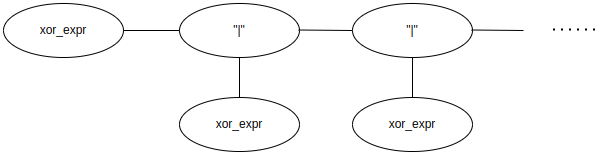 xor_expr "|" "|" ......
xor_expr xor_expr